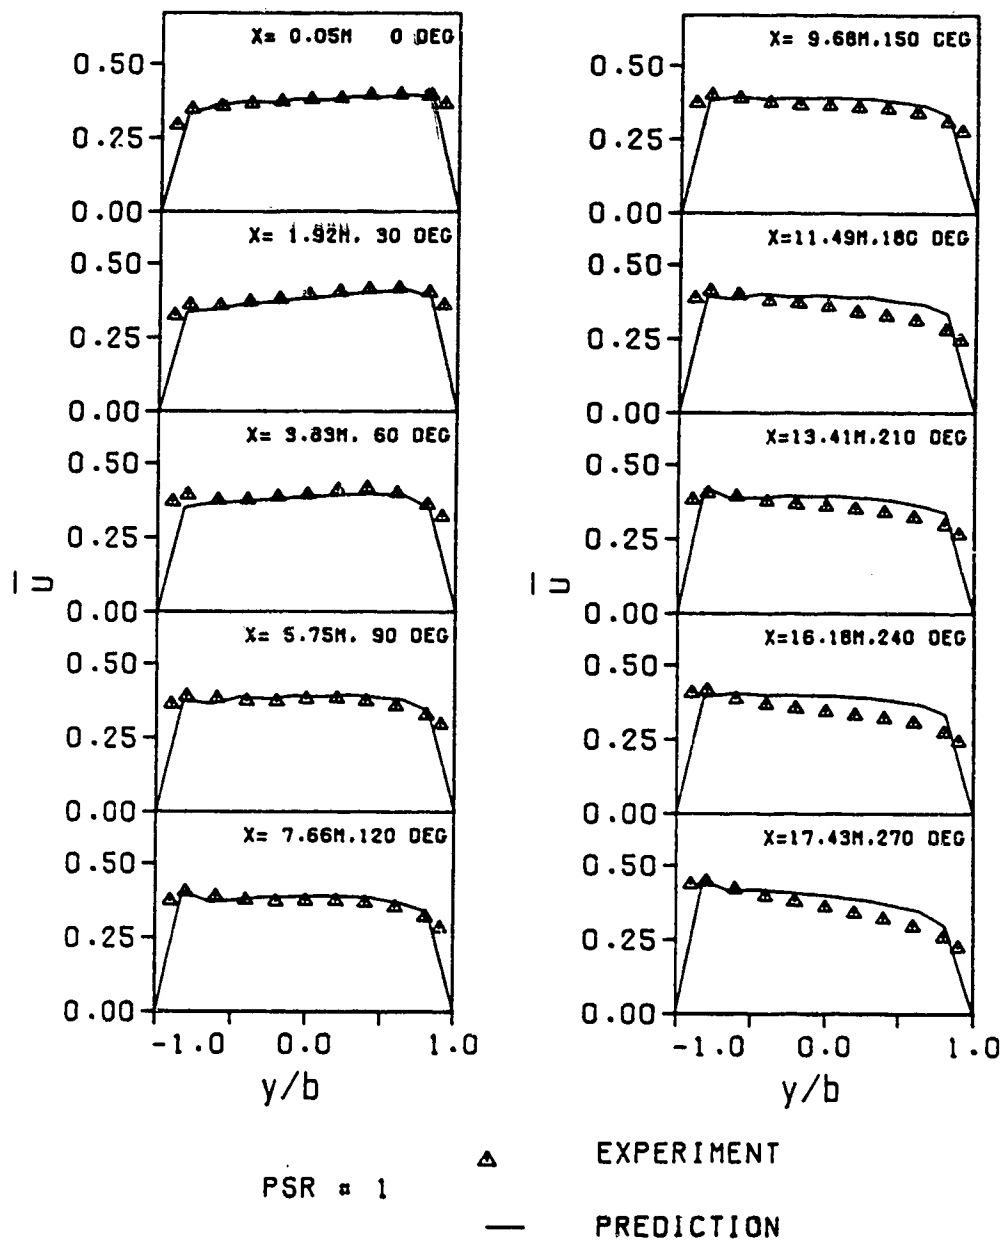 X= 0.05M 0 DEG
0.50
0.25
0.00
X= 1.92M. 30 DEG
0.50
0.25
0.00
X= 3.83M. 60 DEG
0.50
0.25
0.00
X= 5.75M. 90 DEG
0.50
0.25
0.00
X= 7.66M.120 DEG
0.50
0.25
0.00
-1.0 0.0 1.0
y/b
u
X= 9.68M.150 DEG
0.50
0.25
0.00
X=11.49M.180 DEG
0.50
0.25
0.00
X=13.41M.210 DEG
0.50
0.25
0.00
X=16.18M.240 DEG
0.50
0.25
0.00
X=17.43M.270 DEG
0.50
0.25
0.00
-1.0 0.0 1.0
y/b
u
EXPERIMENT
PSR # 1
PREDICTION